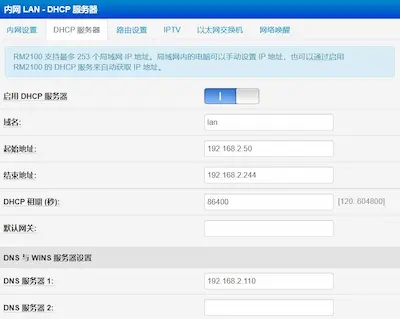 内网 LAN - DHCP 服务器
内网设置 DHCP 服务器 路由设置 IPTV 以太网交换机 网络唤醒
RM2100 支持最多 253 个局域网 IP 地址。局域网内的电脑可以手动设置 IP 地址，也可以通过启用
RM2100 的 DHCP 服务来自动获取 IP 地址。
启用 DHCP 服务器
域名: lan
起始地址: 192.168.2.50
结束地址: 192.168.2.244
DHCP 租期 (秒): 86400 [120..604800]
默认网关:
DNS 与 WINS 服务器设置
DNS 服务器 1: 192.168.2.110
DNS 服务器 2: